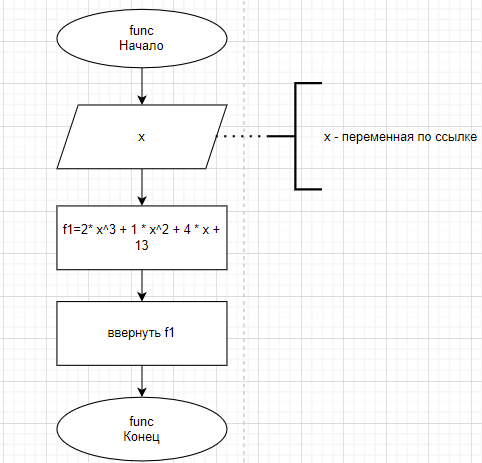 func
Начало
x
x - переменная по ссылке
f1=2* x^3 + 1 * x^2 + 4 * x +
13
ввернуть f1
func
Конец